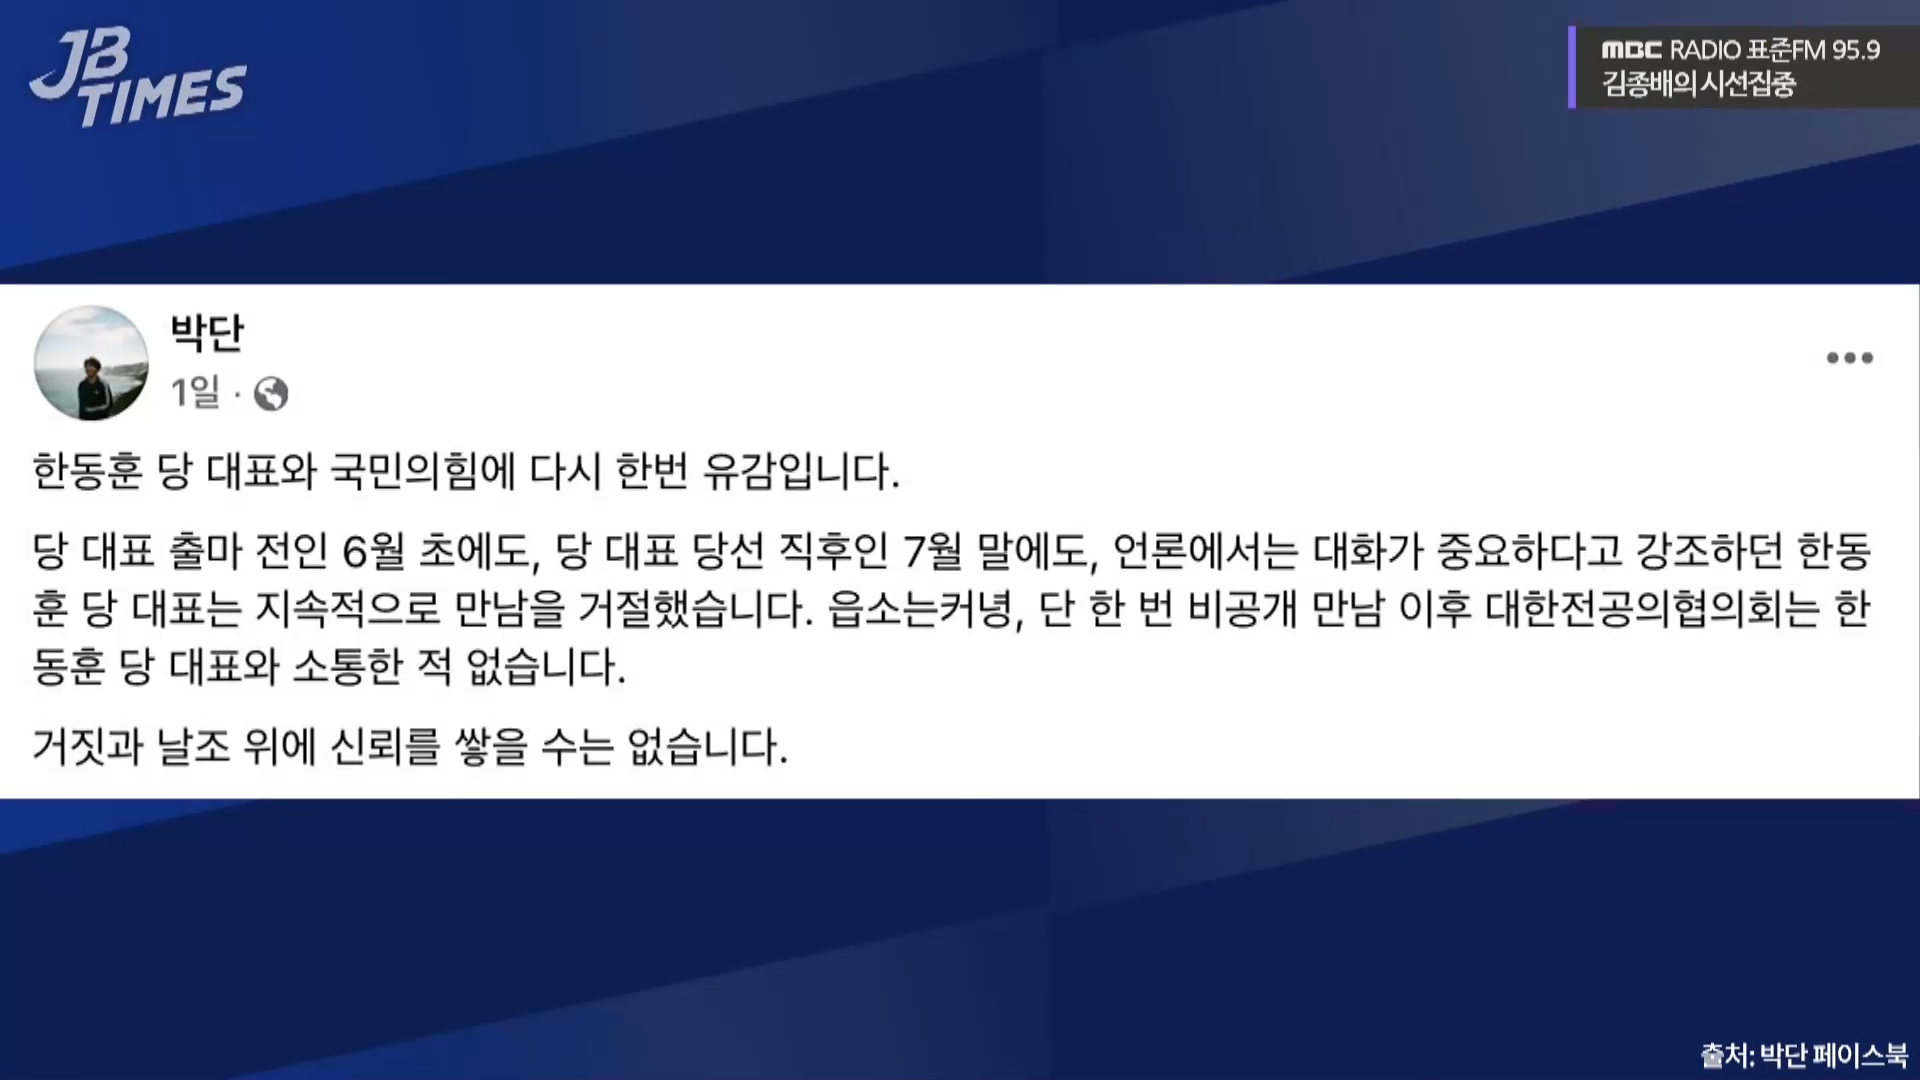 JB
TIMES
MBC RADIO 표준FM 95.9
김종배의 시선집중
박단
1일 ·
한동훈 당 대표와 국민의힘에 다시 한번 유감입니다.
당 대표 출마 전인 6월 초에도, 당 대표 당선 직후인 7월 말에도, 언론에서는 대화가 중요하다고 강조하던 한동
훈 당 대표는 지속적으로 만남을 거절했습니다. 읍소는커녕, 단 한 번 비공개 만남 이후 대한전공의협의회는 한
동훈 당 대표와 소통한 적 없습니다.
거짓과 날조 위에 신뢰를 쌓을 수는 없습니다.
출처: 박단 페이스북